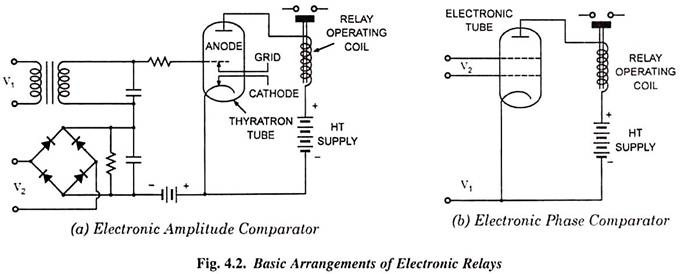 V1
V2
ANODE
GRID
CATHODE
THYRATRON
TUBE
RELAY
OPERATING
COIL
+
HT
SUPPLY
−
− +
(a) Electronic Amplitude Comparator
ELECTRONIC
TUBE
V2
V1
RELAY
OPERATING
COIL
+
HT
SUPPLY
−
(b) Electronic Phase Comparator
Fig. 4.2. Basic Arrangements of Electronic Relays